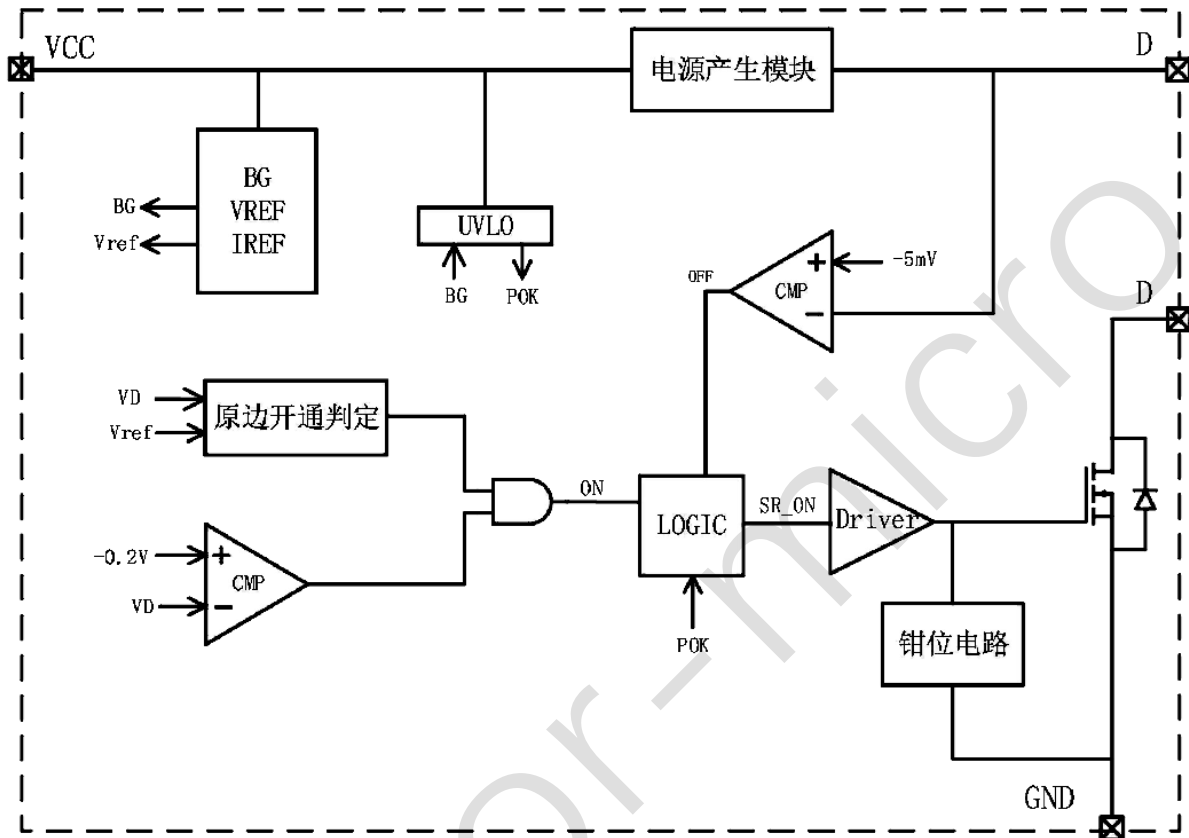 VCC
D
电源产生模块
BG
VREF
IREF
BG
Vref
UVLO
BG
POK
+
-5mV
OFF
CMP
−
D
VD
Vref
原边开通判定
ON
LOGIC
SR_ON
Driver
-0.2V
+
CMP
VD
−
POK
钳位电路
GND
or-micro